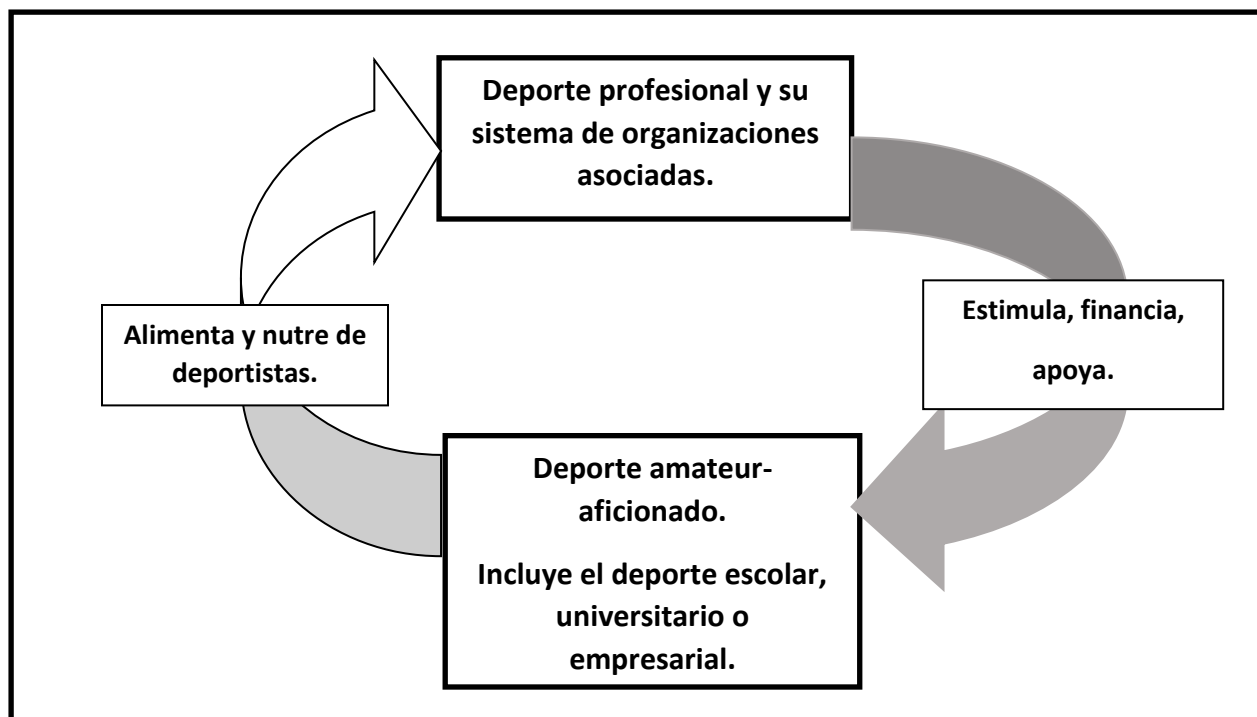 Deporte profesional y su
sistema de organizaciones
asociadas.
Alimenta y nutre de
deportistas.
Estimula, financia,
apoya.
Deporte amateur-
aficionado.
Incluye el deporte escolar,
universitario o
empresarial.